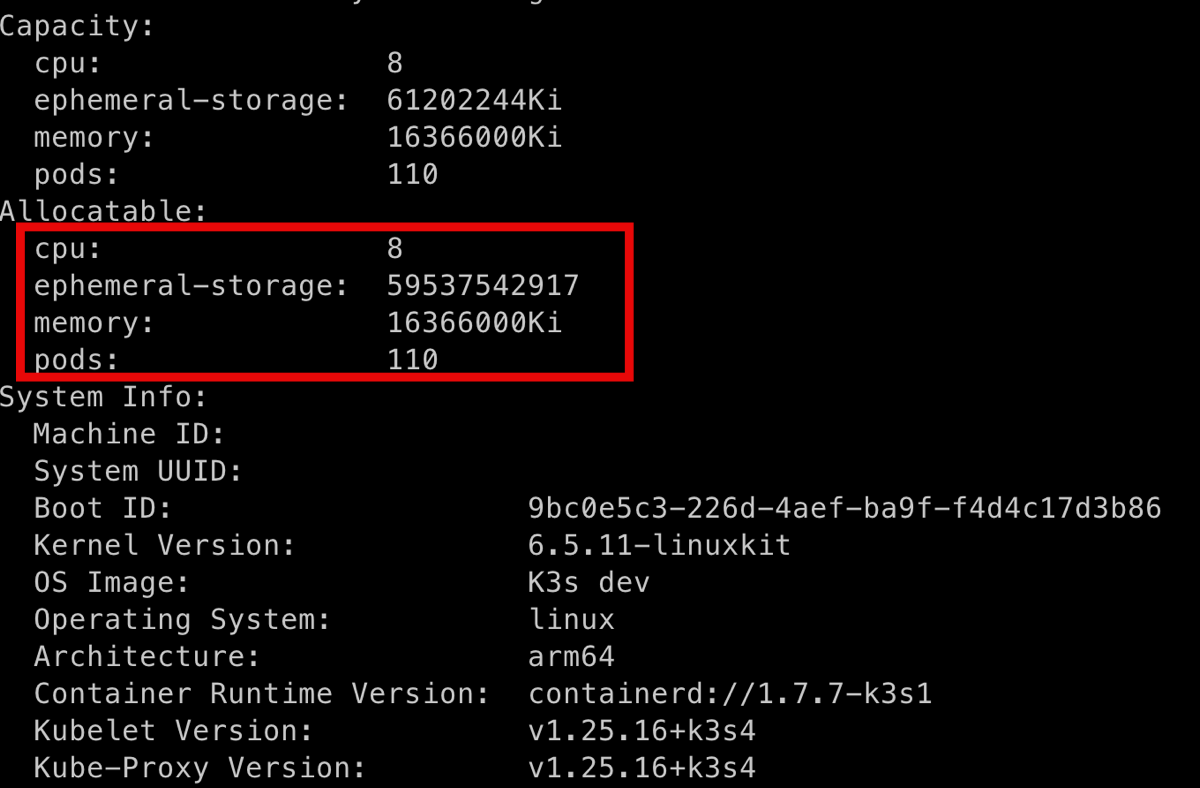 Capacity:
cpu: 8
ephemeral-storage: 61202244Ki
memory: 16366000Ki
pods: 110
Allocatable:
cpu: 8
ephemeral-storage: 59537542917
memory: 16366000Ki
pods: 110
System Info:
Machine ID:
System UUID:
Boot ID: 9bc0e5c3-226d-4aef-ba9f-f4d4c17d3b86
Kernel Version: 6.5.11-linuxkit
OS Image: K3s dev
Operating System: linux
Architecture: arm64
Container Runtime Version: containerd://1.7.7-k3s1
Kubelet Version: v1.25.16+k3s4
Kube-Proxy Version: v1.25.16+k3s4